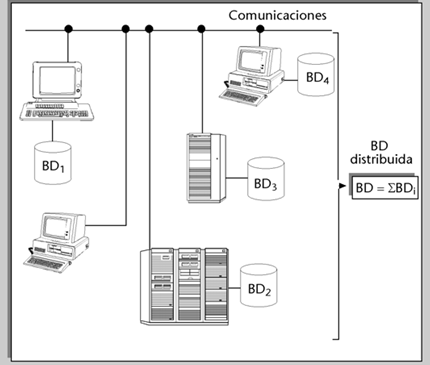 Comunicaciones
BD₄
BD₁
BD₃
BD
distribuida
BD = ΣBDᵢ
BD₂